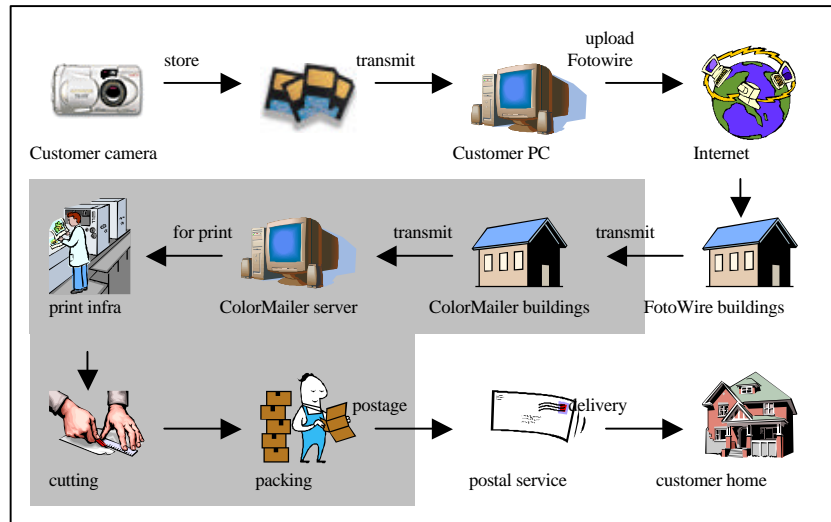 store
transmit
upload
Fotowire
Customer camera
Customer PC
Internet
for print
transmit
transmit
print infra
ColorMailer server
ColorMailer buildings
FotoWire buildings
postage
delivery
cutting
packing
postal service
customer home